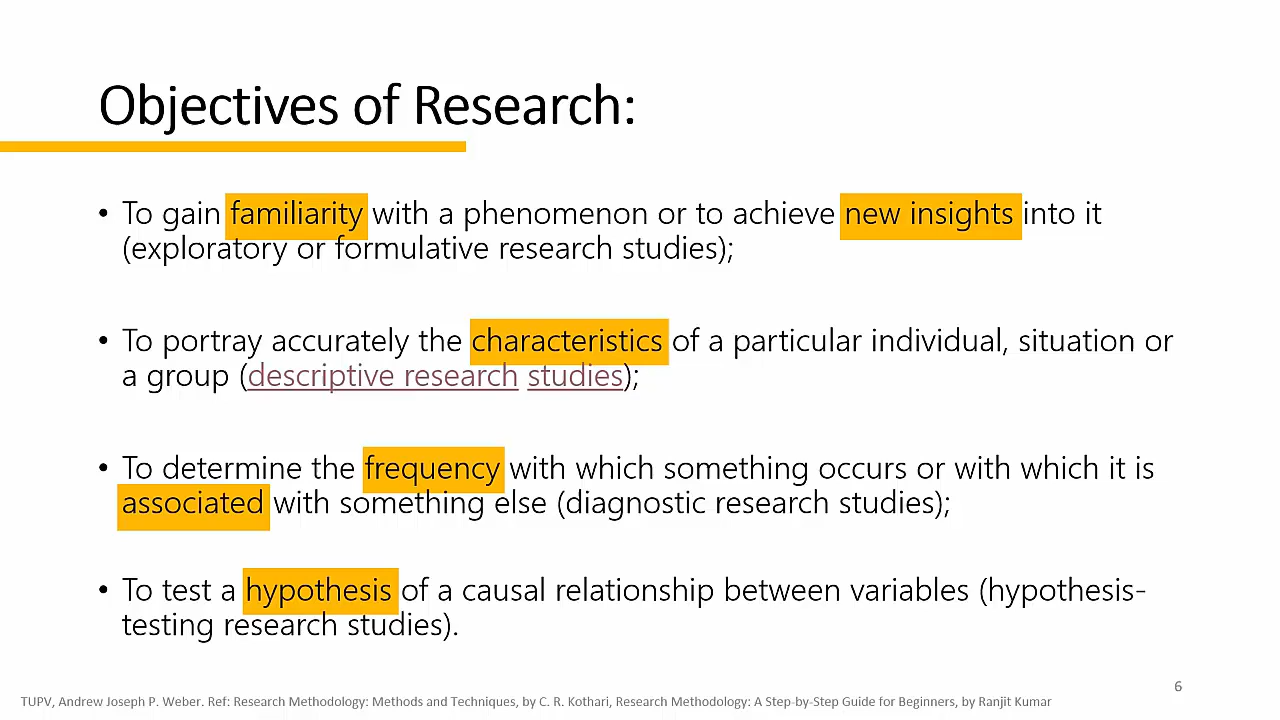 Objectives of Research:
• To gain familiarity with a phenomenon or to achieve new insights into it
(exploratory or formulative research studies);
• To portray accurately the characteristics of a particular individual, situation or
a group (descriptive research studies);
• To determine the frequency with which something occurs or with which it is
associated with something else (diagnostic research studies);
• To test a hypothesis of a causal relationship between variables (hypothesis-
testing research studies).
6
TUPV, Andrew Joseph P. Weber. Ref: Research Methodology: Methods and Techniques, by C. R. Kothari, Research Methodology: A Step-by-Step Guide for Beginners, by Ranjit Kumar